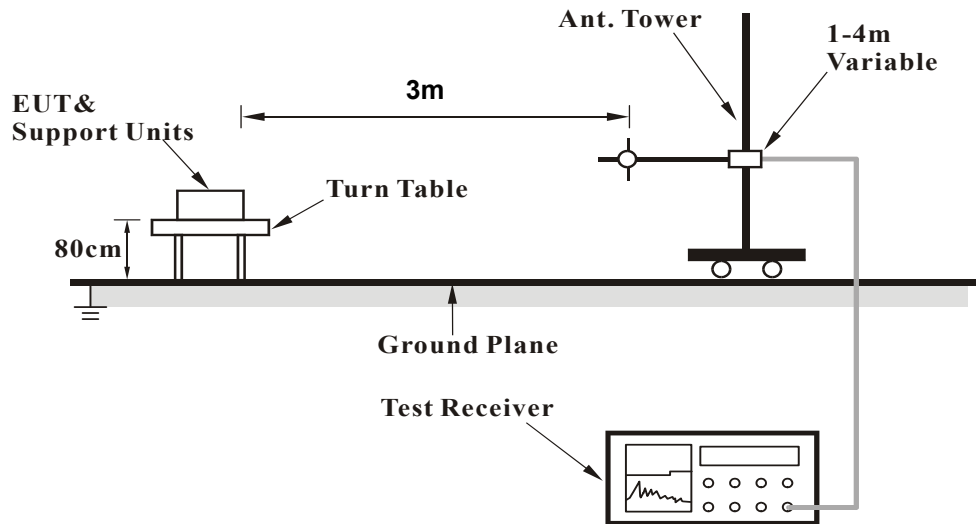 Ant. Tower
1-4m
Variable
3m
EUT&
Support Units
Turn Table
80cm
Ground Plane
Test Receiver